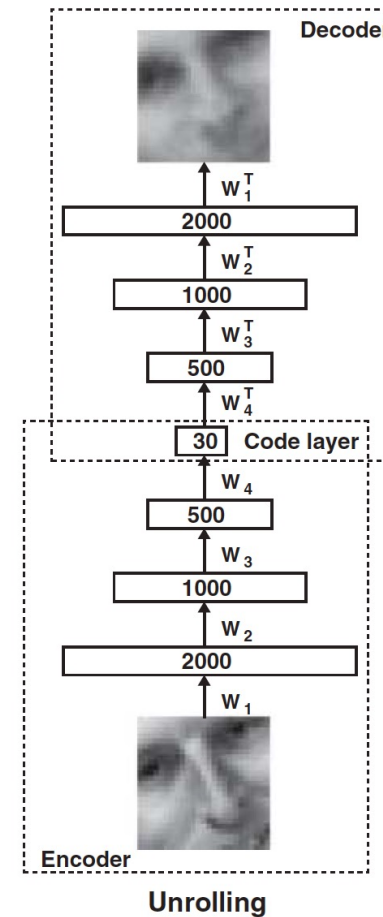 Decoder
W₁ᵀ
2000
W₂ᵀ
1000
W₃ᵀ
500
W₄ᵀ
30 Code layer
W₄
500
W₃
1000
W₂
2000
W₁
Encoder
Unrolling